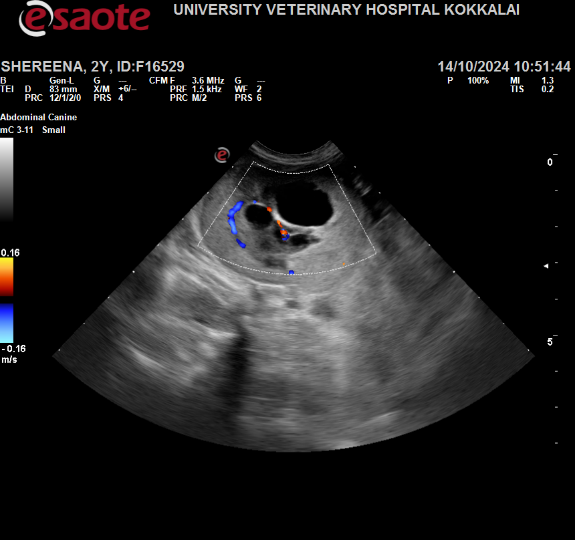 esaote
UNIVERSITY VETERINARY HOSPITAL KOKKALAI
SHEREENA, 2Y, ID:F16529
14/10/2024 10:51:44
B Gen-L G --- CFM F 3.6 MHz G --- P 100% MI 1.3
TEI D 83 mm X/M +6/-- PRF 1.5 kHz WF 2 TIS 0.2
PRC 12/1/2/0 PRS 4 PRC M/2 PRS 6
Abdominal Canine
mC 3-11 Small
e
0
0.16
5
- 0.16
m/s